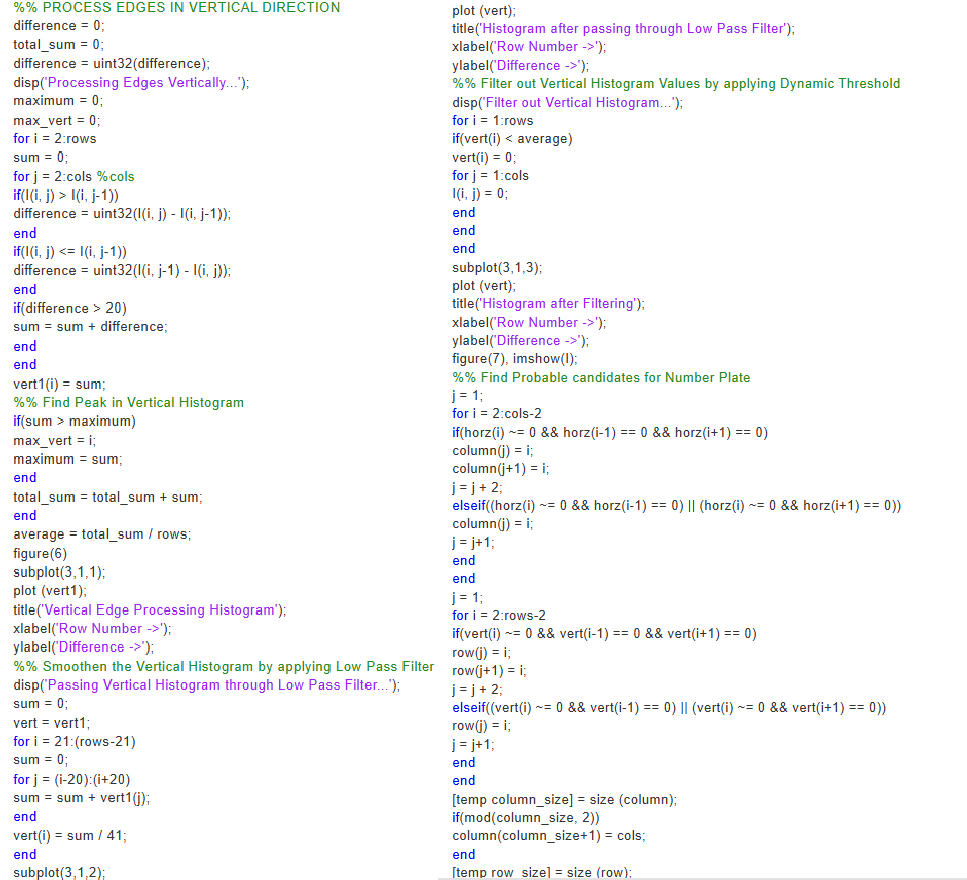 %% PROCESS EDGES IN VERTICAL DIRECTION
difference = 0;
total_sum = 0;
difference = uint32(difference);
disp('Processing Edges Vertically...');
maximum = 0;
max_vert = 0;
for i = 2:rows
sum = 0;
for j = 2:cols %cols
if(I(i, j) > I(i, j-1))
difference = uint32(I(i, j) - I(i, j-1));
end
if(I(i, j) <= I(i, j-1))
difference = uint32(I(i, j-1) - I(i, j));
end
if(difference > 20)
sum = sum + difference;
end
end
vert1(i) = sum;
%% Find Peak in Vertical Histogram
if(sum > maximum)
max_vert = i;
maximum = sum;
end
total_sum = total_sum + sum;
end
average = total_sum / rows;
figure(6)
subplot(3,1,1);
plot (vert1);
title('Vertical Edge Processing Histogram');
xlabel('Row Number ->');
ylabel('Difference ->');
%% Smoothen the Vertical Histogram by applying Low Pass Filter
disp('Passing Vertical Histogram through Low Pass Filter...');
sum = 0;
vert = vert1;
for i = 21:(rows-21)
sum = 0;
for j = (i-20):(i+20)
sum = sum + vert1(j);
end
vert(i) = sum / 41;
end
subplot(3,1,2);
plot (vert);
title('Histogram after passing through Low Pass Filter');
xlabel('Row Number ->');
ylabel('Difference ->');
%% Filter out Vertical Histogram Values by applying Dynamic Threshold
disp('Filter out Vertical Histogram...');
for i = 1:rows
if(vert(i) < average)
vert(i) = 0;
for j = 1:cols
I(i, j) = 0;
end
end
end
subplot(3,1,3);
plot (vert);
title('Histogram after Filtering');
xlabel('Row Number ->');
ylabel('Difference ->');
figure(7), imshow(I);
%% Find Probable candidates for Number Plate
j = 1;
for i = 2:cols-2
if(horz(i) ~= 0 && horz(i-1) == 0 && horz(i+1) == 0)
column(j) = i;
column(j+1) = i;
j = j + 2;
elseif((horz(i) ~= 0 && horz(i-1) == 0) || (horz(i) ~= 0 && horz(i+1) == 0))
column(j) = i;
j = j+1;
end
end
j = 1;
for i = 2:rows-2
if(vert(i) ~= 0 && vert(i-1) == 0 && vert(i+1) == 0)
row(j) = i;
row(j+1) = i;
j = j + 2;
elseif((vert(i) ~= 0 && vert(i-1) == 0) || (vert(i) ~= 0 && vert(i+1) == 0))
row(j) = i;
j = j+1;
end
end
[temp column_size] = size (column);
if(mod(column_size, 2))
column(column_size+1) = cols;
end
[temp row_size] = size (row);